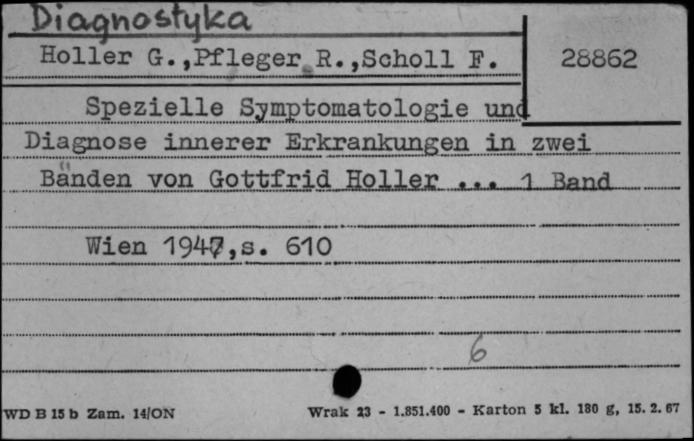 Diagnostyka
Holler G.,Pfleger R.,Scholl F.
28862
Spezielle Symptomatologie und
Diagnose innerer Erkrankungen in zwei
Bänden von Gottfrid Holler ... 1 Band
Wien 1947,s. 610
6
WD B 15 b Zam. 14/ON
Wrak 23 - 1.851.400 - Karton 5 kl. 180 g, 15. 2. 67